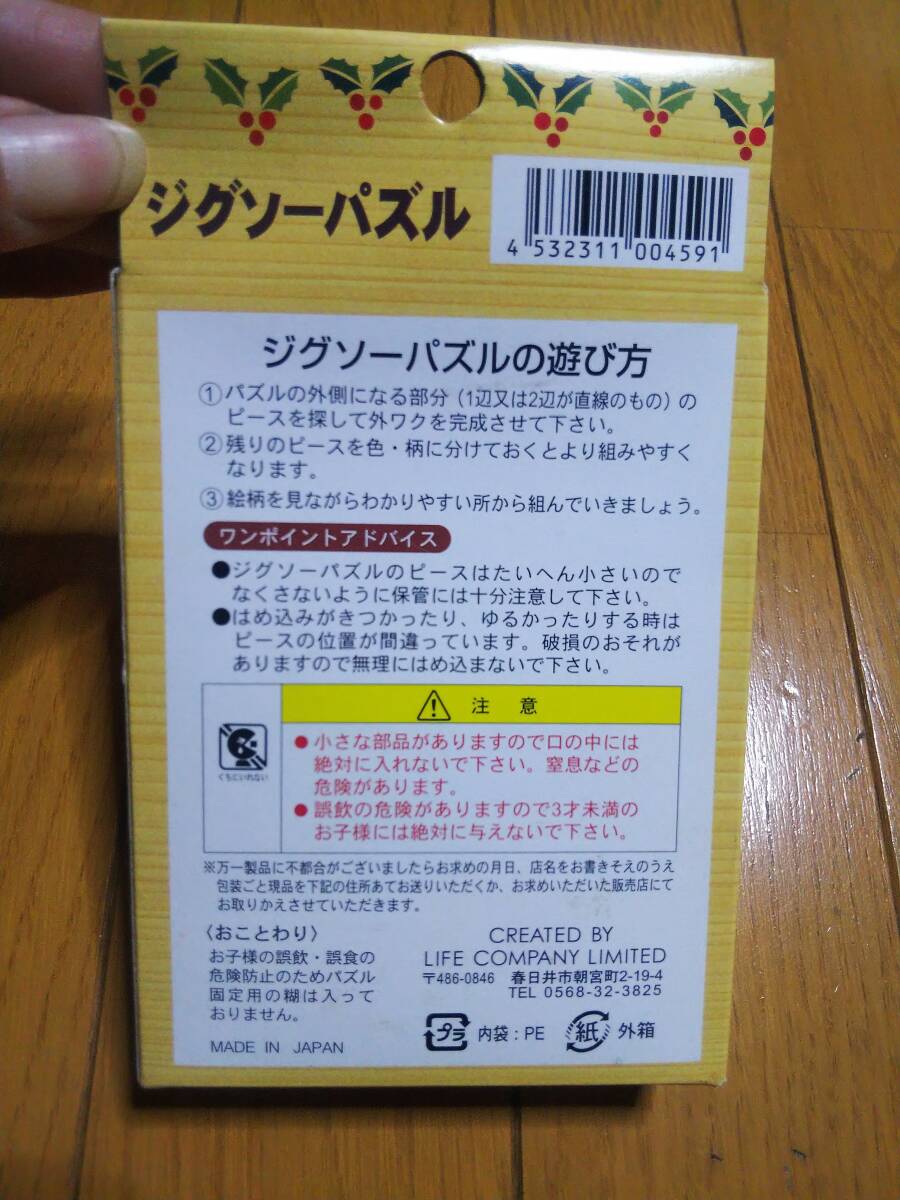 ジグソーパズル
4 532311 004591
ジグソーパズルの遊び方
①パズルの外側になる部分(1辺又は2辺が直線のもの)の
ピースを探して外ワクを完成させて下さい。
②残りのピースを色・柄に分けておくとより組みやすく
なります。
③絵柄を見ながらわかりやすい所から組んでいきましょう。
ワンポイントアドバイス
●ジグソーパズルのピースはたいへん小さいので
なくさないように保管には十分注意して下さい。
●はめ込みがきつかったり、ゆるかったりする時は
ピースの位置が間違っています。破損のおそれが
ありますので無理にはめ込まないで下さい。
注意
くちにいれない
●小さな部品がありますので口の中には
絶対に入れないで下さい。窒息などの
危険があります。
●誤飲の危険がありますので3才未満の
お子様には絶対に与えないで下さい。
※万一製品に不都合がございましたらお求めの月日、店名をお書きそえのうえ
包装ごと現品を下記の住所あてお送りいただくか、お求めいただいた販売店にて
お取りかえさせていただきます。
〈おことわり〉
お子様の誤飲・誤食の
危険防止のためパズル
固定用の糊は入って
おりません。
MADE IN JAPAN
CREATED BY
LIFE COMPANY LIMITED
〒486-0846 春日井市朝宮町2-19-4
TEL 0568-32-3825
プラ 内袋:PE 紙 外箱